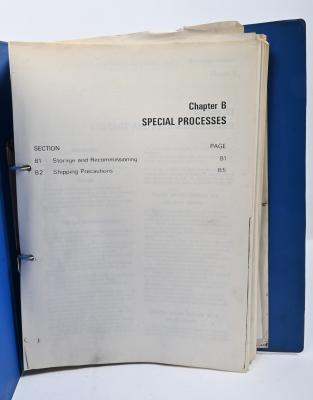 Chapter B
SPECIAL PROCESSES
SECTION PAGE
B1 Storage and Recommissioning B1
B2 Shipping Precautions B5